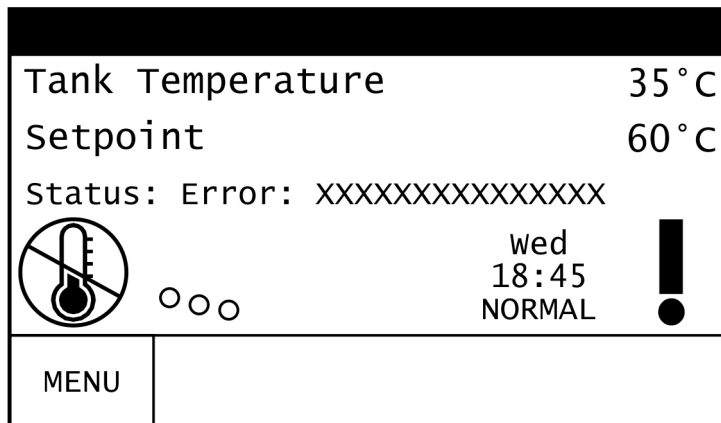 Tank Temperature 35°C
Setpoint 60°C
Status: Error: XXXXXXXXXXXXXXX
Wed
18:45
NORMAL
MENU